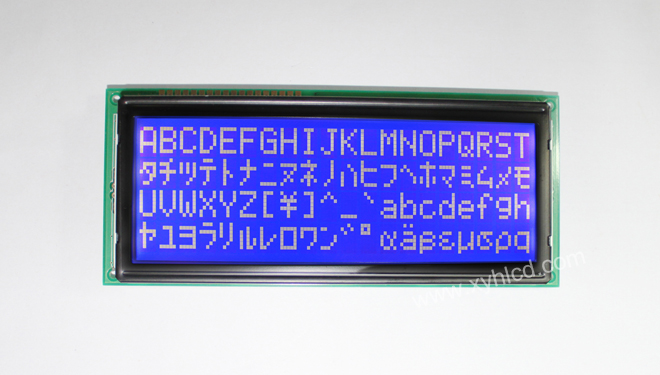 ABCDEFGHIJKLMNOPQRST
タチツテトナニヌネノハヒフヘホマミムメモ
UVWXYZ[¥]^_`abcdefgh
ヤユヨラリルレロワン゛゜ αäβεμσρq
www.xyhlcd.com